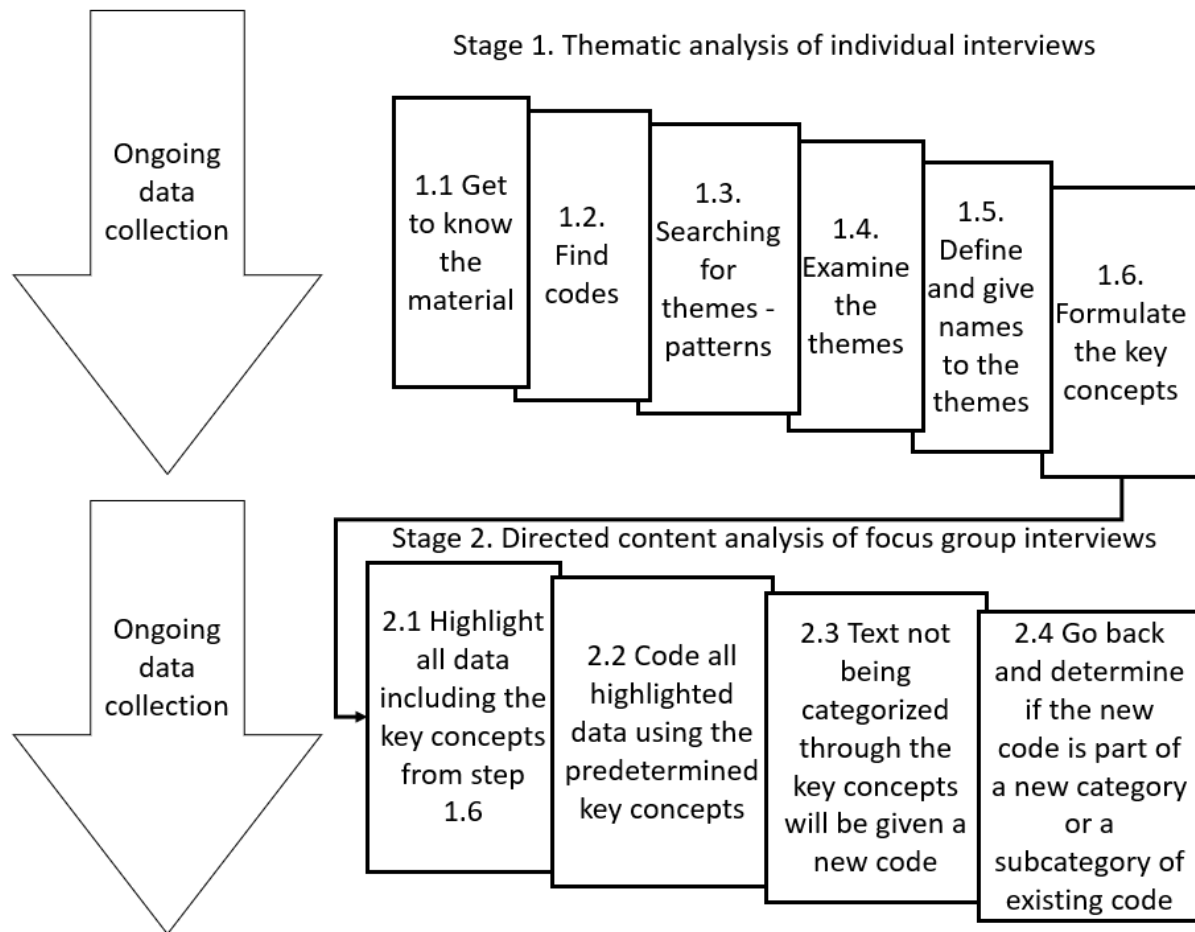 Ongoing
data
collection
Stage 1. Thematic analysis of individual interviews
1.1 Get
to know
the
material
1.2.
Find
codes
1.3.
Searching
for
themes -
patterns
1.4.
Examine
the
themes
1.5.
Define
and give
names
to the
themes
1.6.
Formulate
the key
concepts
Ongoing
data
collection
Stage 2. Directed content analysis of focus group interviews
2.1 Highlight
all data
including the
key concepts
from step
1.6
2.2 Code all
highlighted
data using the
predetermined
key concepts
2.3 Text not
being
categorized
through the
key concepts
will be given a
new code
2.4 Go back
and determine
if the new
code is part of
a new category
or a
subcategory of
existing code